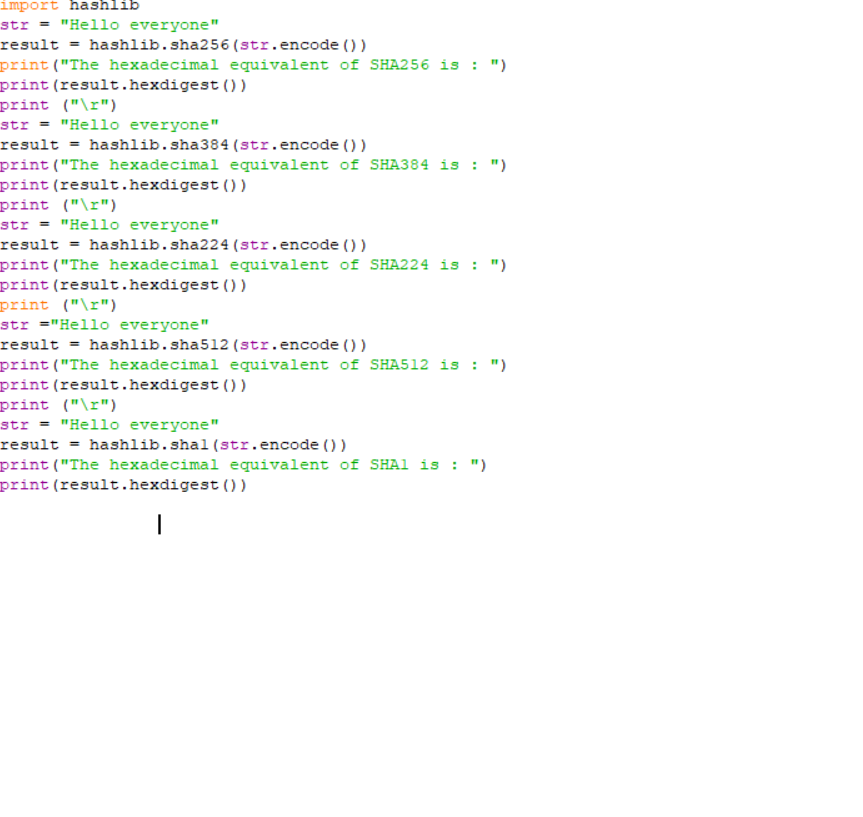 import hashlib
str = "Hello everyone"
result = hashlib.sha256(str.encode())
print("The hexadecimal equivalent of SHA256 is : ")
print(result.hexdigest())
print ("\r")
str = "Hello everyone"
result = hashlib.sha384(str.encode())
print("The hexadecimal equivalent of SHA384 is : ")
print(result.hexdigest())
print ("\r")
str = "Hello everyone"
result = hashlib.sha224(str.encode())
print("The hexadecimal equivalent of SHA224 is : ")
print(result.hexdigest())
print ("\r")
str ="Hello everyone"
result = hashlib.sha512(str.encode())
print("The hexadecimal equivalent of SHA512 is : ")
print(result.hexdigest())
print ("\r")
str = "Hello everyone"
result = hashlib.sha1(str.encode())
print("The hexadecimal equivalent of SHA1 is : ")
print(result.hexdigest())